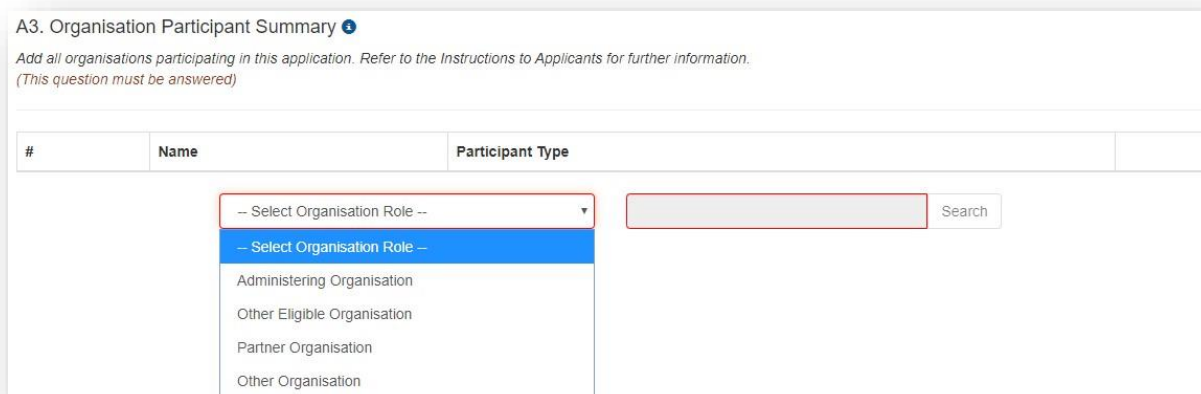 A3. Organisation Participant Summary
Add all organisations participating in this application. Refer to the Instructions to Applicants for further information.
(This question must be answered)
# Name Participant Type
-- Select Organisation Role -- Search
-- Select Organisation Role --
Administering Organisation
Other Eligible Organisation
Partner Organisation
Other Organisation